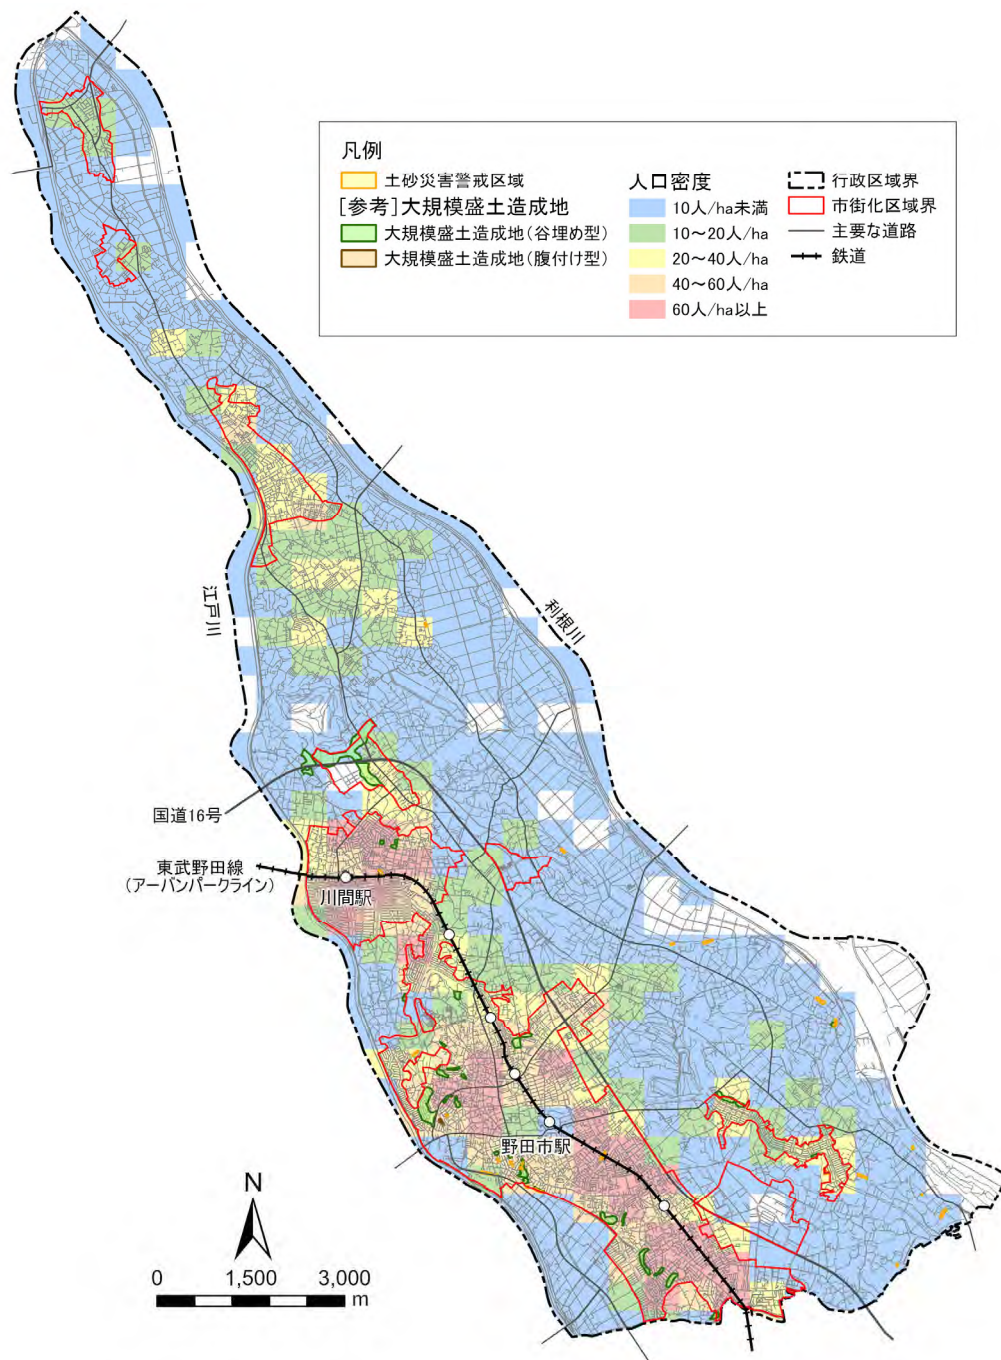 凡例
土砂災害警戒区域
[参考]大規模盛土造成地
大規模盛土造成地(谷埋め型)
大規模盛土造成地(腹付け型)
人口密度
10人/ha未満
10~20人/ha
20~40人/ha
40~60人/ha
60人/ha以上
行政区域界
市街化区域界
主要な道路
鉄道
江戸川
利根川
国道16号
東武野田線
(アーバンパークライン)
川間駅
野田市駅
N
0 1,500 3,000
m